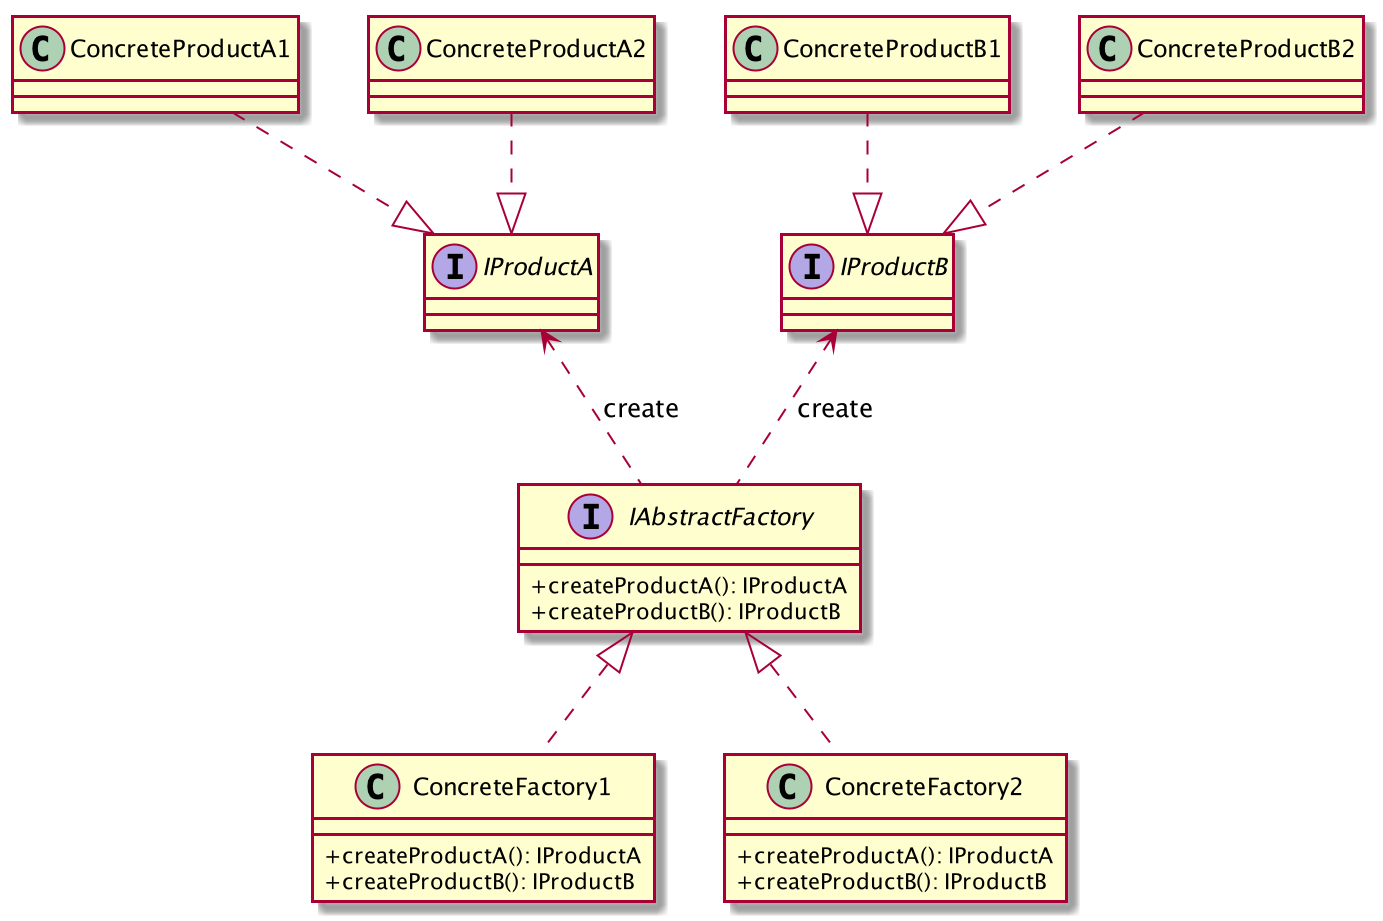 C ConcreteProductA1
C ConcreteProductA2
C ConcreteProductB1
C ConcreteProductB2
I IProductA
I IProductB
create
create
I IAbstractFactory
+createProductA(): IProductA
+createProductB(): IProductB
C ConcreteFactory1
+createProductA(): IProductA
+createProductB(): IProductB
C ConcreteFactory2
+createProductA(): IProductA
+createProductB(): IProductB